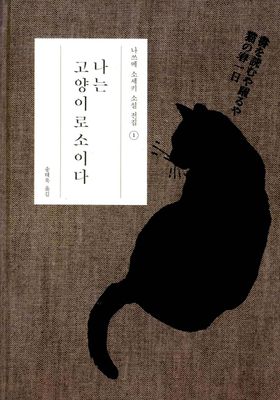 나쓰메 소세키 소설 전집 ①
나는
고양이로소이다
송태욱 옮김
書を読むや躍るや
猫の春一日